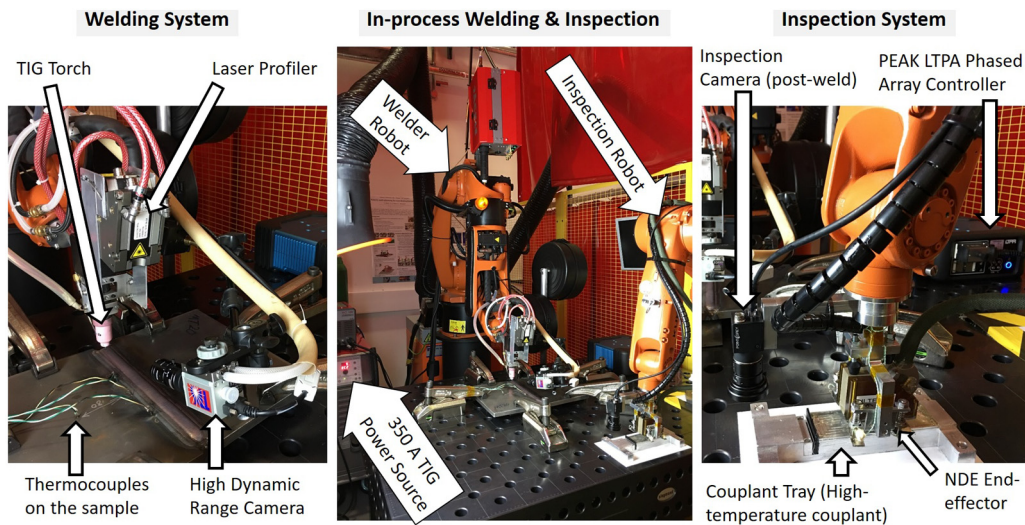 Welding System
In-process Welding & Inspection
Inspection System
TIG Torch
Laser Profiler
Thermocouples
on the sample
High Dynamic
Range Camera
Welder
Robot
Inspection Robot
350 A TIG
Power Source
Inspection
Camera (post-weld)
PEAK LTPA Phased
Array Controller
LTPA
Couplant Tray (High-
temperature couplant)
NDE End-
effector